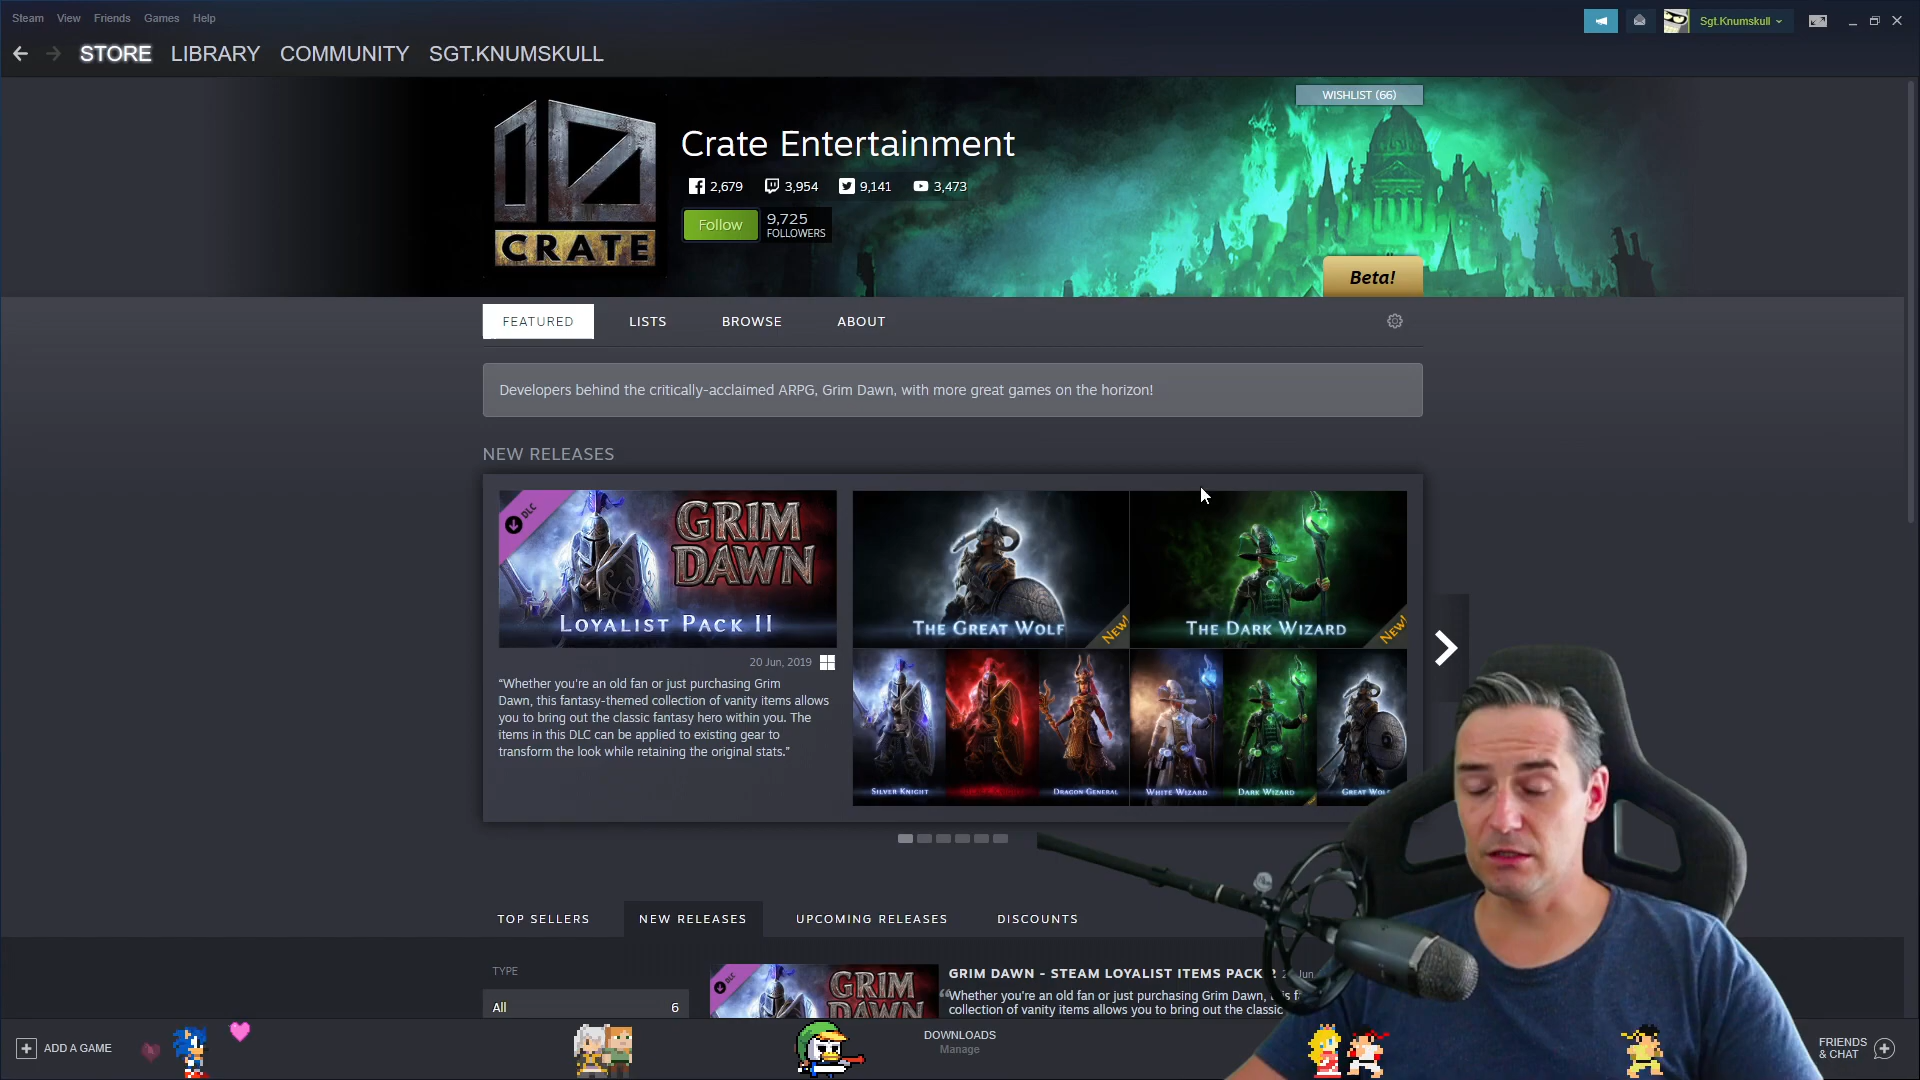 Steam View Friends Games Help
Sgt.Knumskull
STORE LIBRARY COMMUNITY SGT.KNUMSKULL
WISHLIST (66)
CRATE
Crate Entertainment
2,679 3,954 9,141 3,473
Follow
9,725
FOLLOWERS
Beta!
FEATURED LISTS BROWSE ABOUT
Developers behind the critically-acclaimed ARPG, Grim Dawn, with more great games on the horizon!
NEW RELEASES
DLC
GRIM
DAWN
LOYALIST PACK II
THE GREAT WOLF
NEW!
THE DARK WIZARD
NEW!
20 Jun, 2019
“Whether you're an old fan or just purchasing Grim
Dawn, this fantasy-themed collection of vanity items allows
you to bring out the classic fantasy hero within you. The
items in this DLC can be applied to existing gear to
transform the look while retaining the original stats.”
SILVER KNIGHT
DRAGON GENERAL
WHITE WIZARD
DARK WIZARD
GREAT
TOP SELLERS NEW RELEASES UPCOMING RELEASES DISCOUNTS
TYPE
All 6
DLC
GRIM
DAWN
GRIM DAWN - STEAM LOYALIST ITEMS PACK 2
“Whether you're an old fan or just purchasing Grim Dawn,
collection of vanity items allows you to bring out the classic
ADD A GAME
DOWNLOADS
Manage
FRIENDS
& CHAT